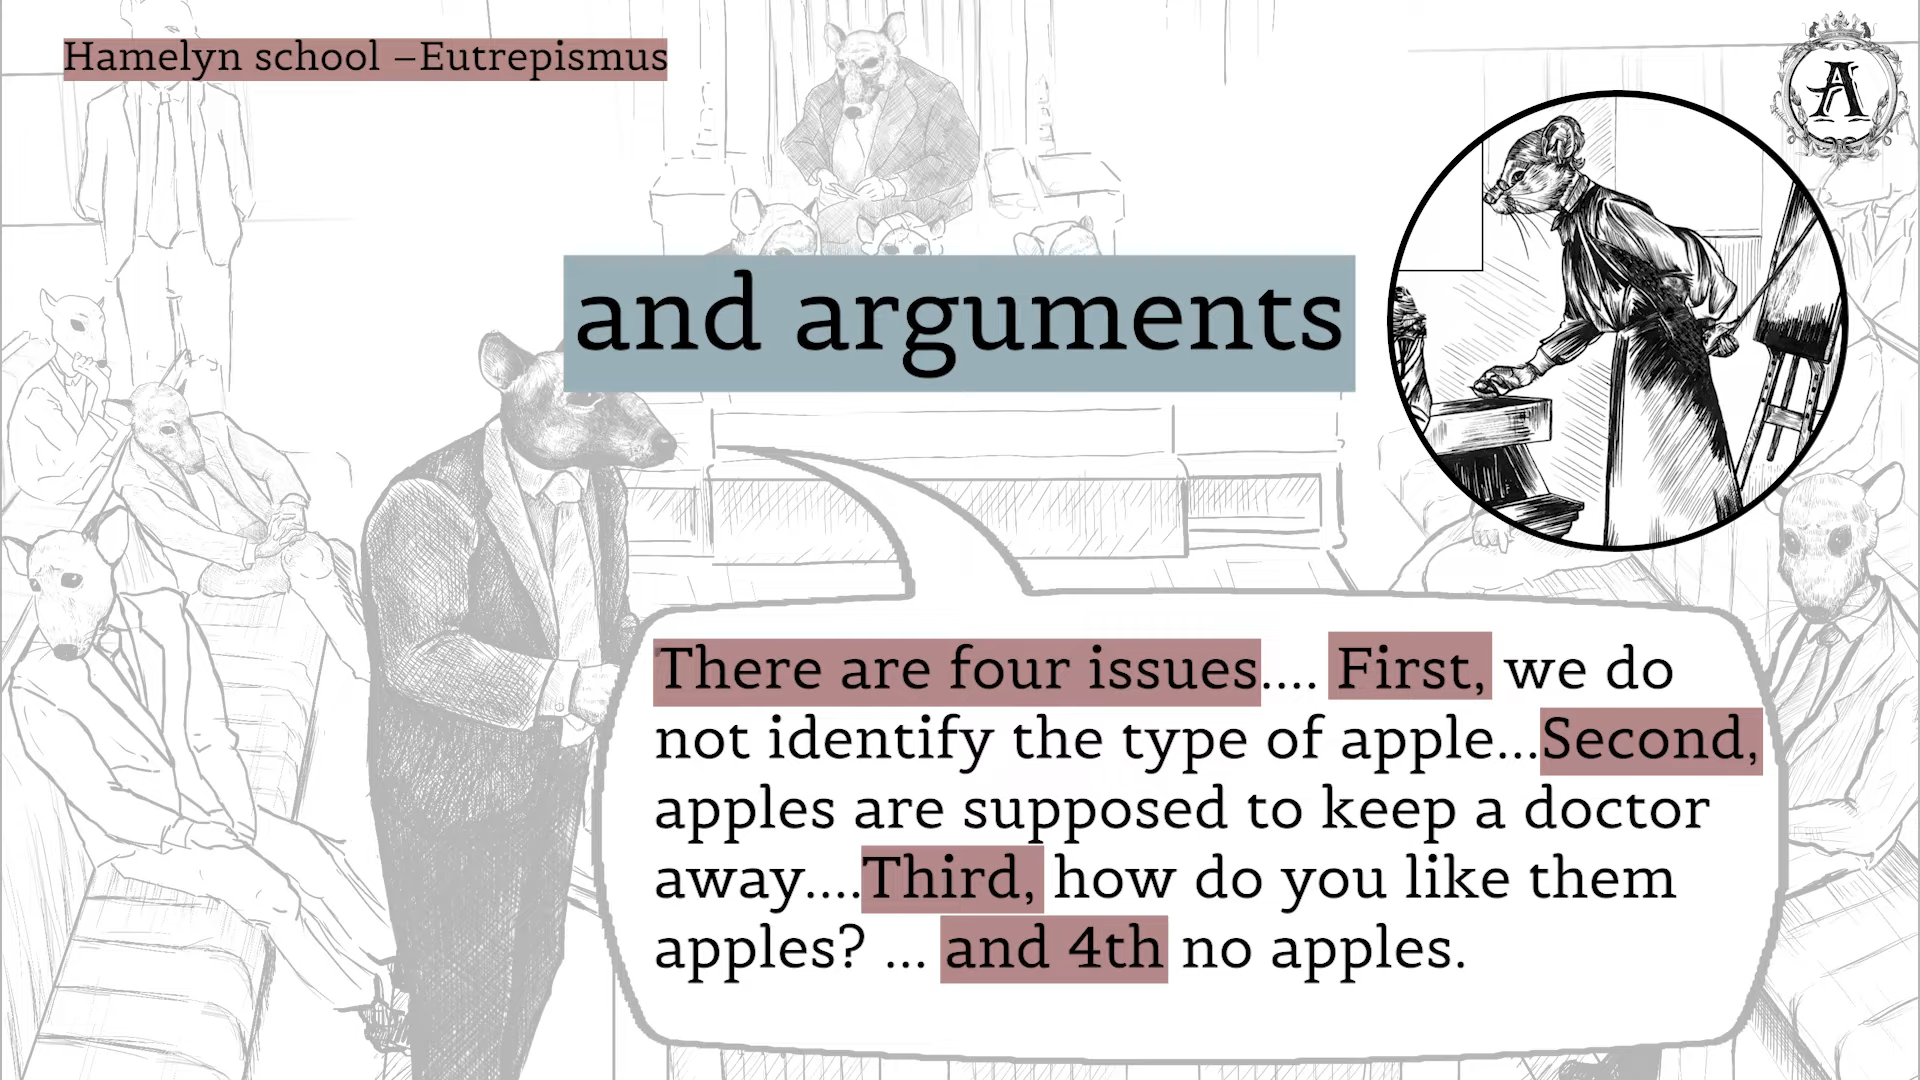 Hamelyn school –Eutrepismus
A
and arguments
There are four issues.... First, we do
not identify the type of apple...Second,
apples are supposed to keep a doctor
away....Third, how do you like them
apples? ... and 4th no apples.